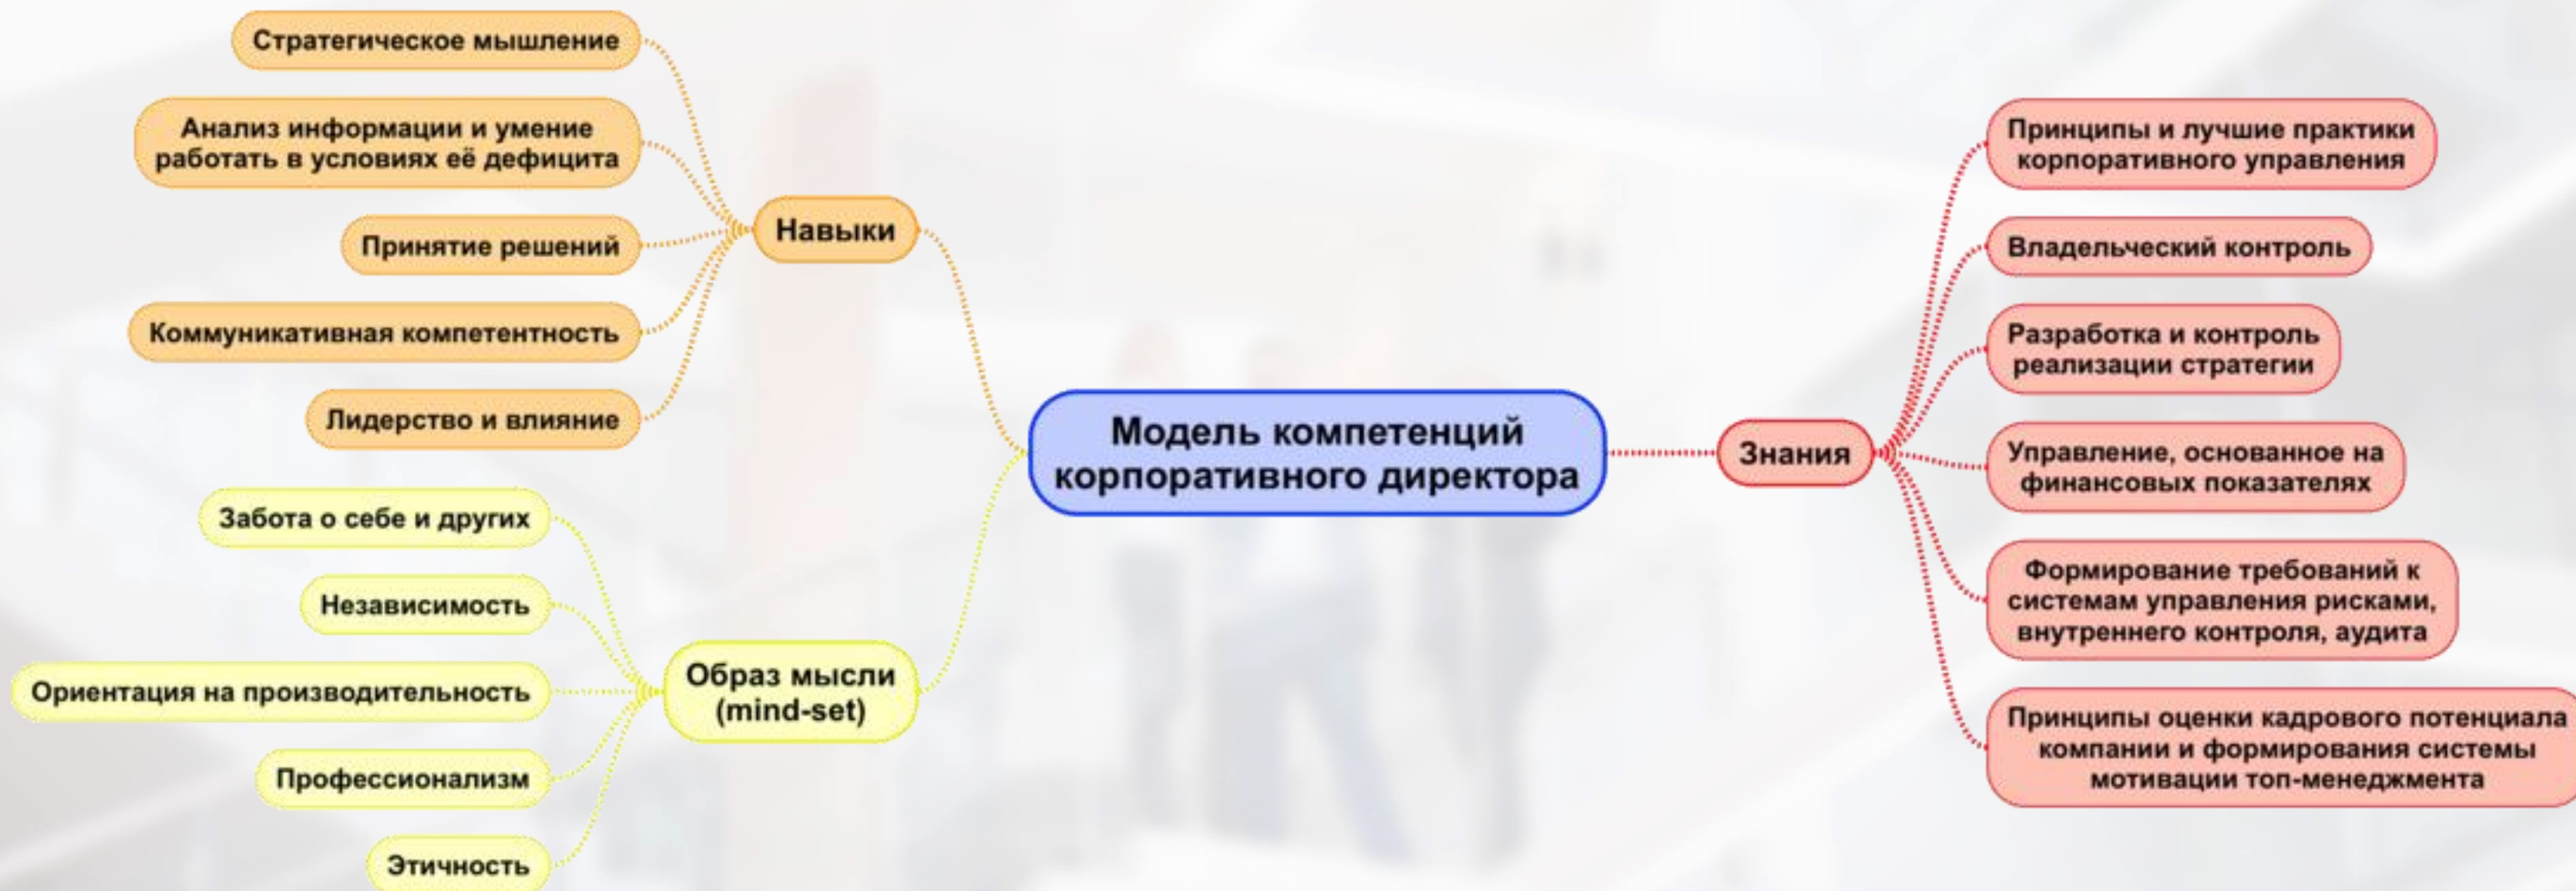 Стратегическое мышление
Анализ информации и умение
работать в условиях её дефицита
Принятие решений
Коммуникативная компетентность
Лидерство и влияние
Навыки
Забота о себе и других
Независимость
Ориентация на производительность
Профессионализм
Этичность
Образ мысли
(mind-set)
Модель компетенций
корпоративного директора
Знания
Принципы и лучшие практики
корпоративного управления
Владельческий контроль
Разработка и контроль
реализации стратегии
Управление, основанное на
финансовых показателях
Формирование требований к
системам управления рисками,
внутреннего контроля, аудита
Принципы оценки кадрового потенциала
компании и формирования системы
мотивации топ-менеджмента